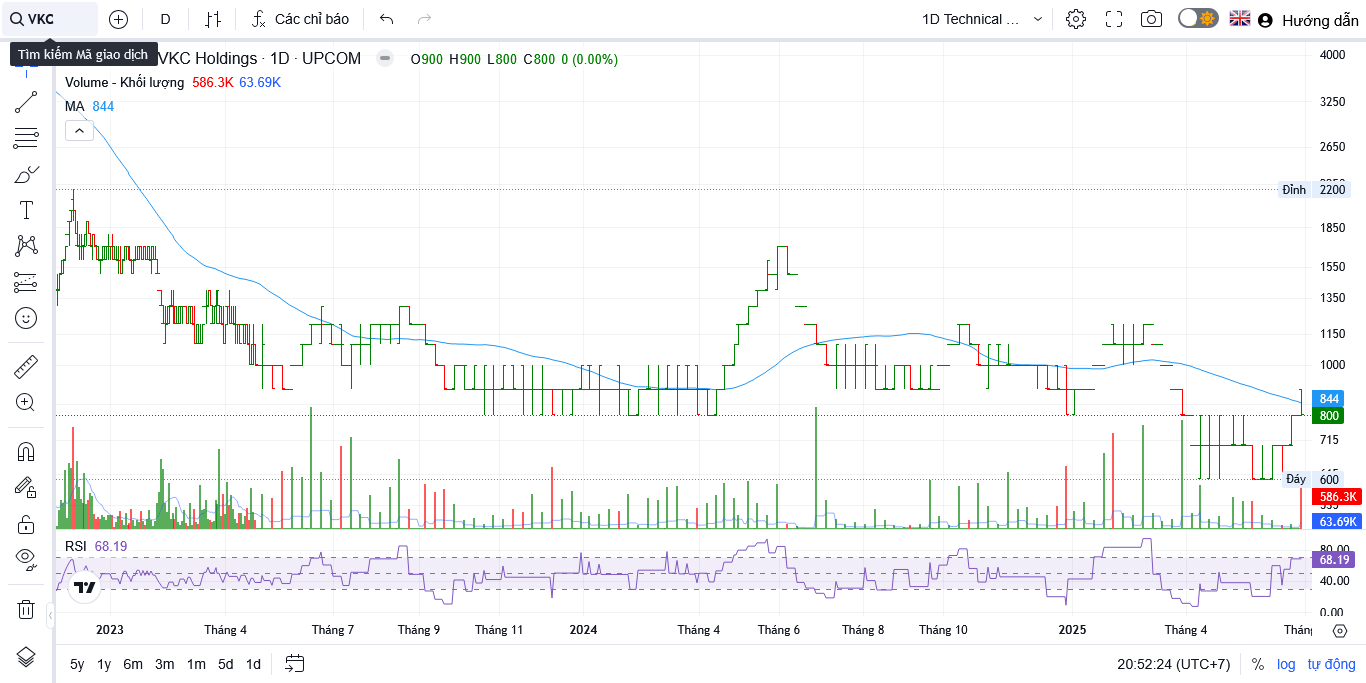 VKC D Các chỉ báo 1D Technical ... Hướng dẫn
Tìm kiếm Mã giao dịch
VKC Holdings · 1D · UPCOM O900 H900 L800 C800 0 (0.00%)
Volume - Khối lượng 586.3K 63.69K
MA 844
4000
3250
2650
Đỉnh 2200
1850
1550
1350
1150
1000
844
800
715
Đáy 600
586.3K
63.69K
RSI 68.19
80.00
68.19
40.00
0.00
2023 Tháng 4 Tháng 7 Tháng 9 Tháng 11 2024 Tháng 4 Tháng 6 Tháng 8 Tháng 10 2025 Tháng 4
5y 1y 6m 3m 1m 5d 1d 20:52:24 (UTC+7) % log tự động